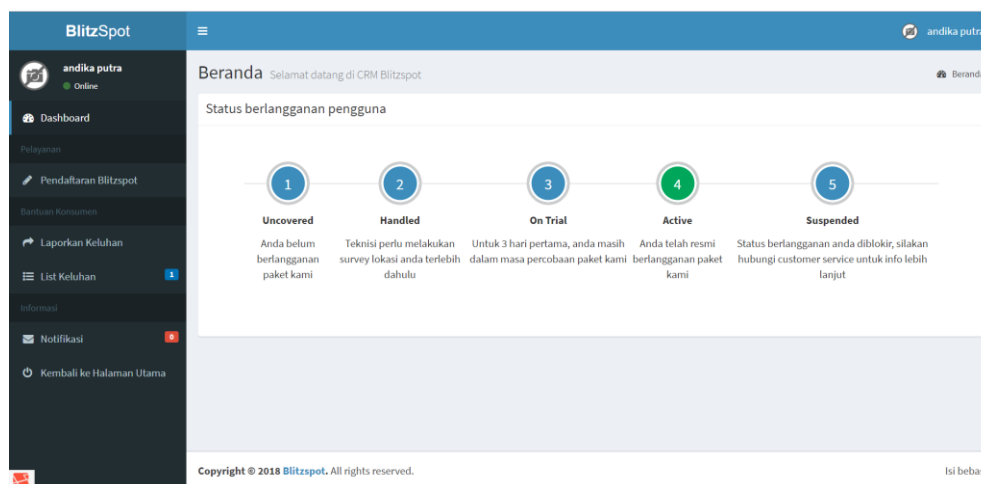 BlitzSpot
andika putra
andika putra
Online
Beranda Selamat datang di CRM Blitzspot
Beranda
Dashboard
Pelayanan
Pendaftaran Blitzspot
Bantuan Konsumen
Laporkan Keluhan
List Keluhan 1
Informasi
Notifikasi 0
Kembali ke Halaman Utama
Status berlangganan pengguna
1
Uncovered
Anda belum
berlangganan
paket kami
2
Handled
Teknisi perlu melakukan
survey lokasi anda terlebih
dahulu
3
On Trial
Untuk 3 hari pertama, anda masih
dalam masa percobaan paket kami
4
Active
Anda telah resmi
berlangganan paket
kami
5
Suspended
Status berlangganan anda diblokir, silakan
hubungi customer service untuk info lebih
lanjut
Copyright © 2018 Blitzspot. All rights reserved.
Isi bebas